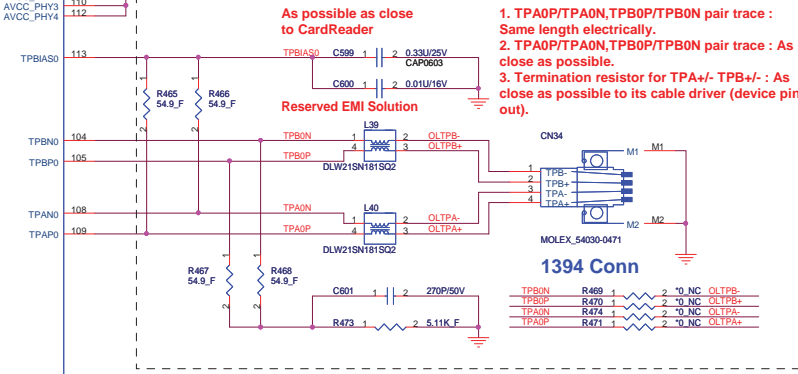 AVCC_PHY3 110
AVCC_PHY4 112
As possible as close
to CardReader
1. TPA0P/TPA0N,TPB0P/TPB0N pair trace :
Same length electrically.
2. TPA0P/TPA0N,TPB0P/TPB0N pair trace : As
close as possible.
3. Termination resistor for TPA+/- TPB+/- : As
close as possible to its cable driver (device pin
out).
TPBIAS0 113
TPBIAS0 C599 1 2 0.33U/25V
CAP0603
C600 1 2 0.01U/16V
1 R465
54.9_F
2
1 R466
54.9_F
2
Reserved EMI Solution
TPBN0 104
TPBP0 105
TPB0N 1 L39 2 OLTPB-
TPB0P 4 3 OLTPB+
DLW21SN181SQ2
TPAN0 108
TPAP0 109
TPA0N 1 L40 2 OLTPA-
TPA0P 4 3 OLTPA+
DLW21SN181SQ2
CN34
1 TPB-
2 TPB+
3 TPA-
4 TPA+
M1 M1
M2 M2
MOLEX_54030-0471
1394 Conn
1 R467
54.9_F
2
1 R468
54.9_F
2
C601 1 2 270P/50V
R473 1 2 5.11K_F
TPB0N R469 1 2 *0_NC OLTPB-
TPB0P R470 1 2 *0_NC OLTPB+
TPA0N R474 1 2 *0_NC OLTPA-
TPA0P R471 1 2 *0_NC OLTPA+